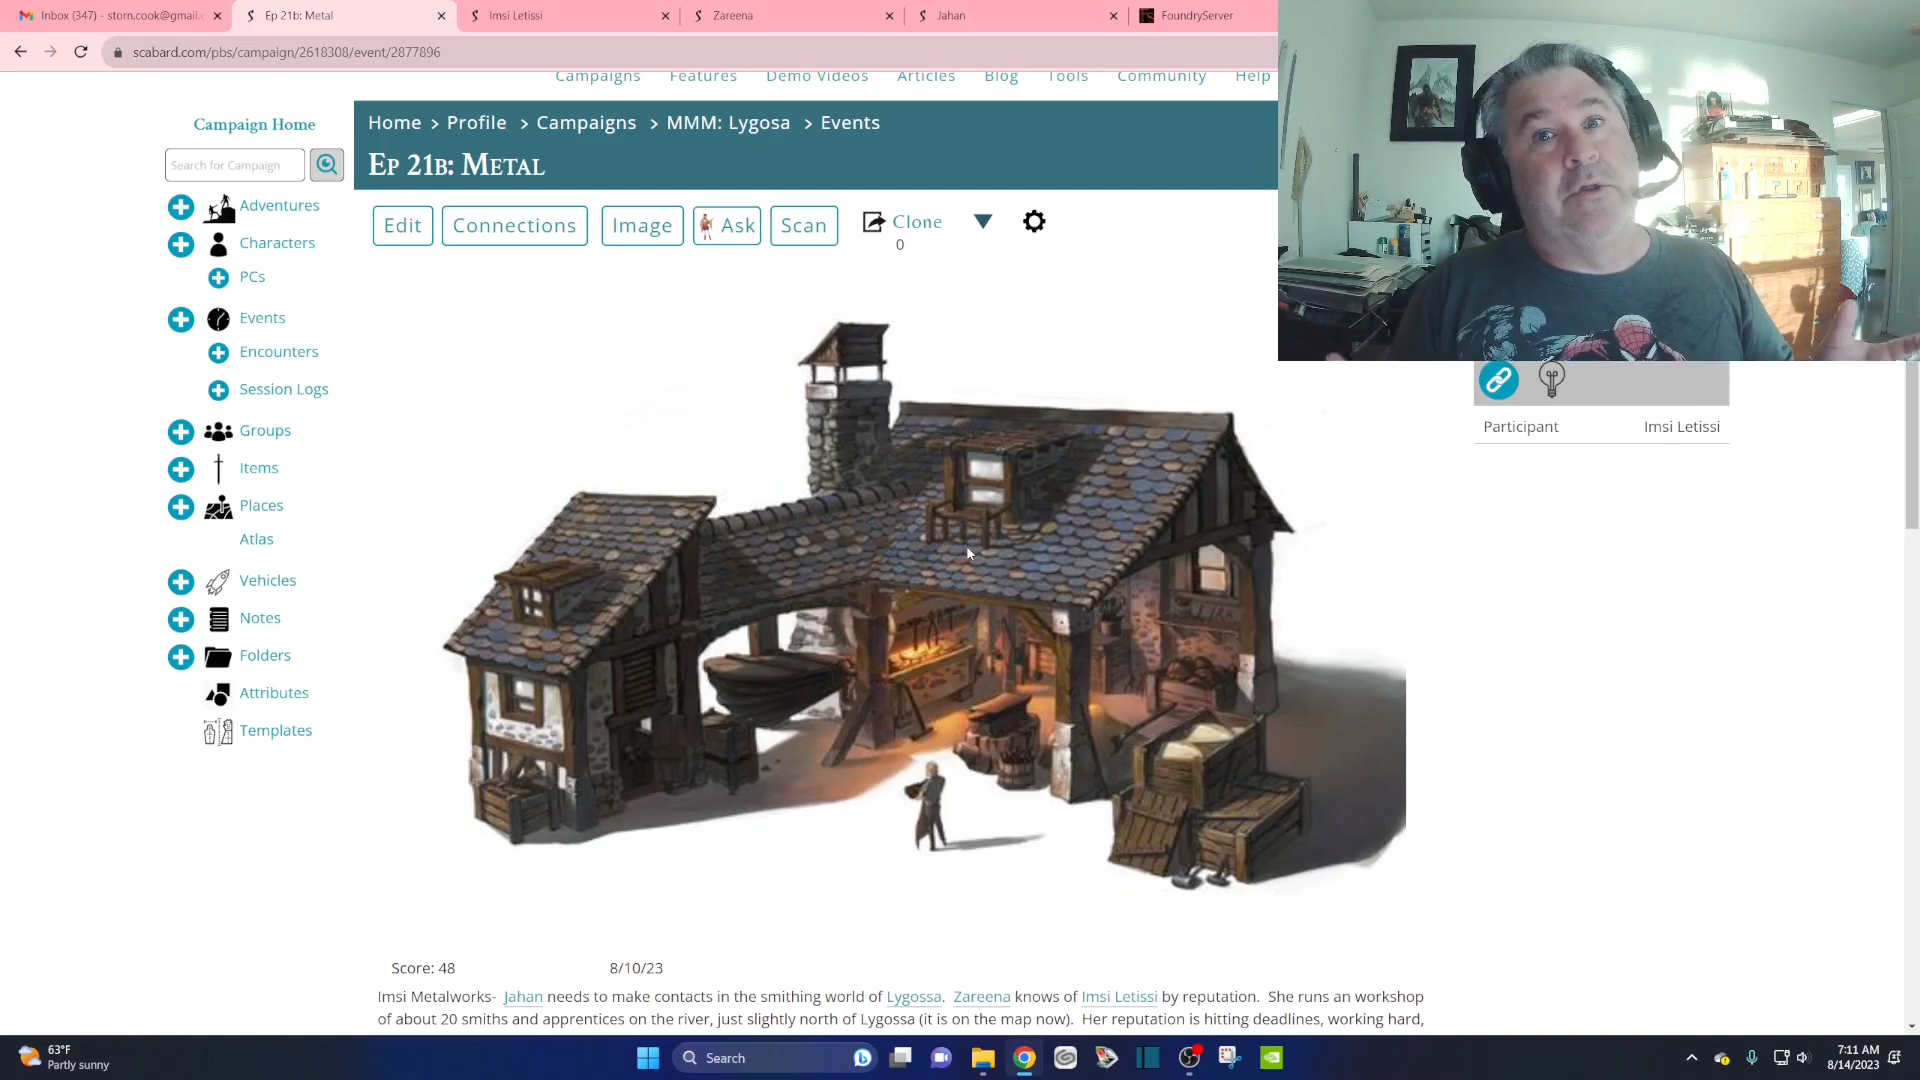 Inbox (347) - storn.cook@gmail.c
Ep 21b: Metal
Imsi Letissi
Zareena
Jahan
FoundryServer
scabard.com/pbs/campaign/2618308/event/2877896
Campaigns Features Demo Videos Articles Blog Tools Community Help
Campaign Home
Search for Campaign
Home > Profile > Campaigns > MMM: Lygosa > Events
Ep 21b: Metal
Edit
Connections
Image
Ask
Scan
Clone
0
Adventures
Characters
PCs
Events
Encounters
Session Logs
Groups
Items
Places
Atlas
Vehicles
Notes
Folders
Attributes
Templates
Participant Imsi Letissi
Score: 48 8/10/23
Imsi Metalworks- Jahan needs to make contacts in the smithing world of Lygossa. Zareena knows of Imsi Letissi by reputation. She runs an workshop
of about 20 smiths and apprentices on the river, just slightly north of Lygossa (it is on the map now). Her reputation is hitting deadlines, working hard,
63°F
Partly sunny
Search
7:11 AM
8/14/2023